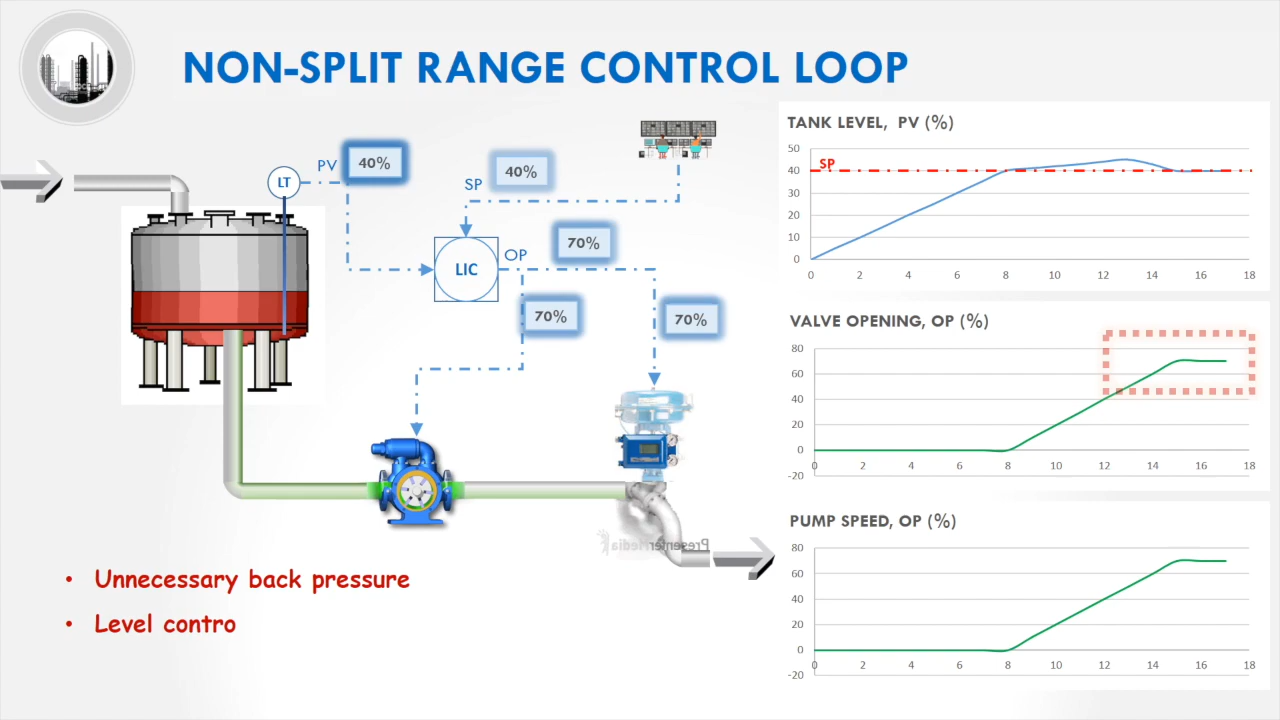 NON-SPLIT RANGE CONTROL LOOP
LT
PV
40%
SP
40%
LIC
OP
70%
70%
70%
PresenterMedia
• Unnecessary back pressure
• Level contro
TANK LEVEL, PV (%)
SP
50
40
30
20
10
0
0 2 4 6 8 10 12 14 16 18
VALVE OPENING, OP (%)
80
60
40
20
0
-20
0 2 4 6 8 10 12 14 16 18
PUMP SPEED, OP (%)
80
60
40
20
0
-20
0 2 4 6 8 10 12 14 16 18